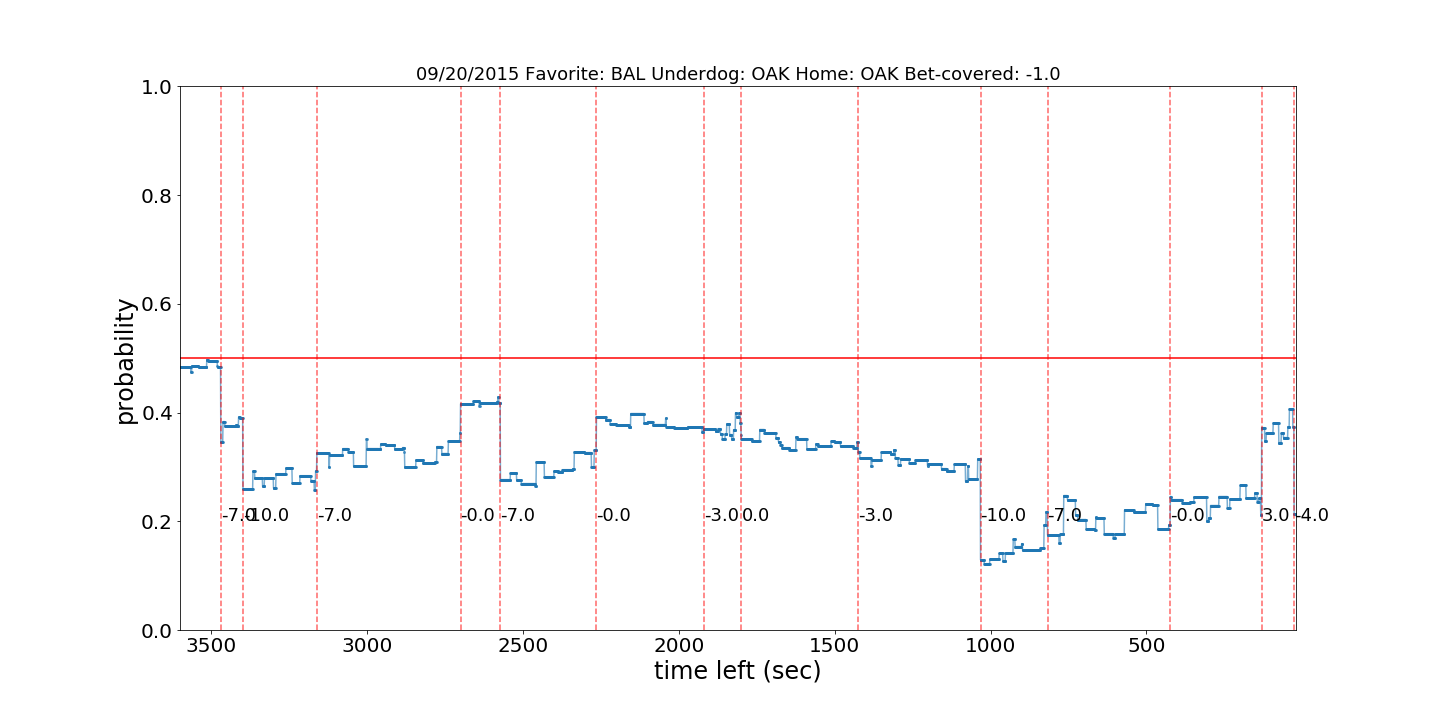 09/20/2015 Favorite: BAL Underdog: OAK Home: OAK Bet-covered: -1.0
1.0
0.8
0.6
0.4
0.2
0.0
probability
-7.0 -10.0 -7.0 -0.0 -7.0 -0.0 -3.0 0.0 -3.0 -10.0 -7.0 -0.0 3.0 -4.0
3500 3000 2500 2000 1500 1000 500
time left (sec)